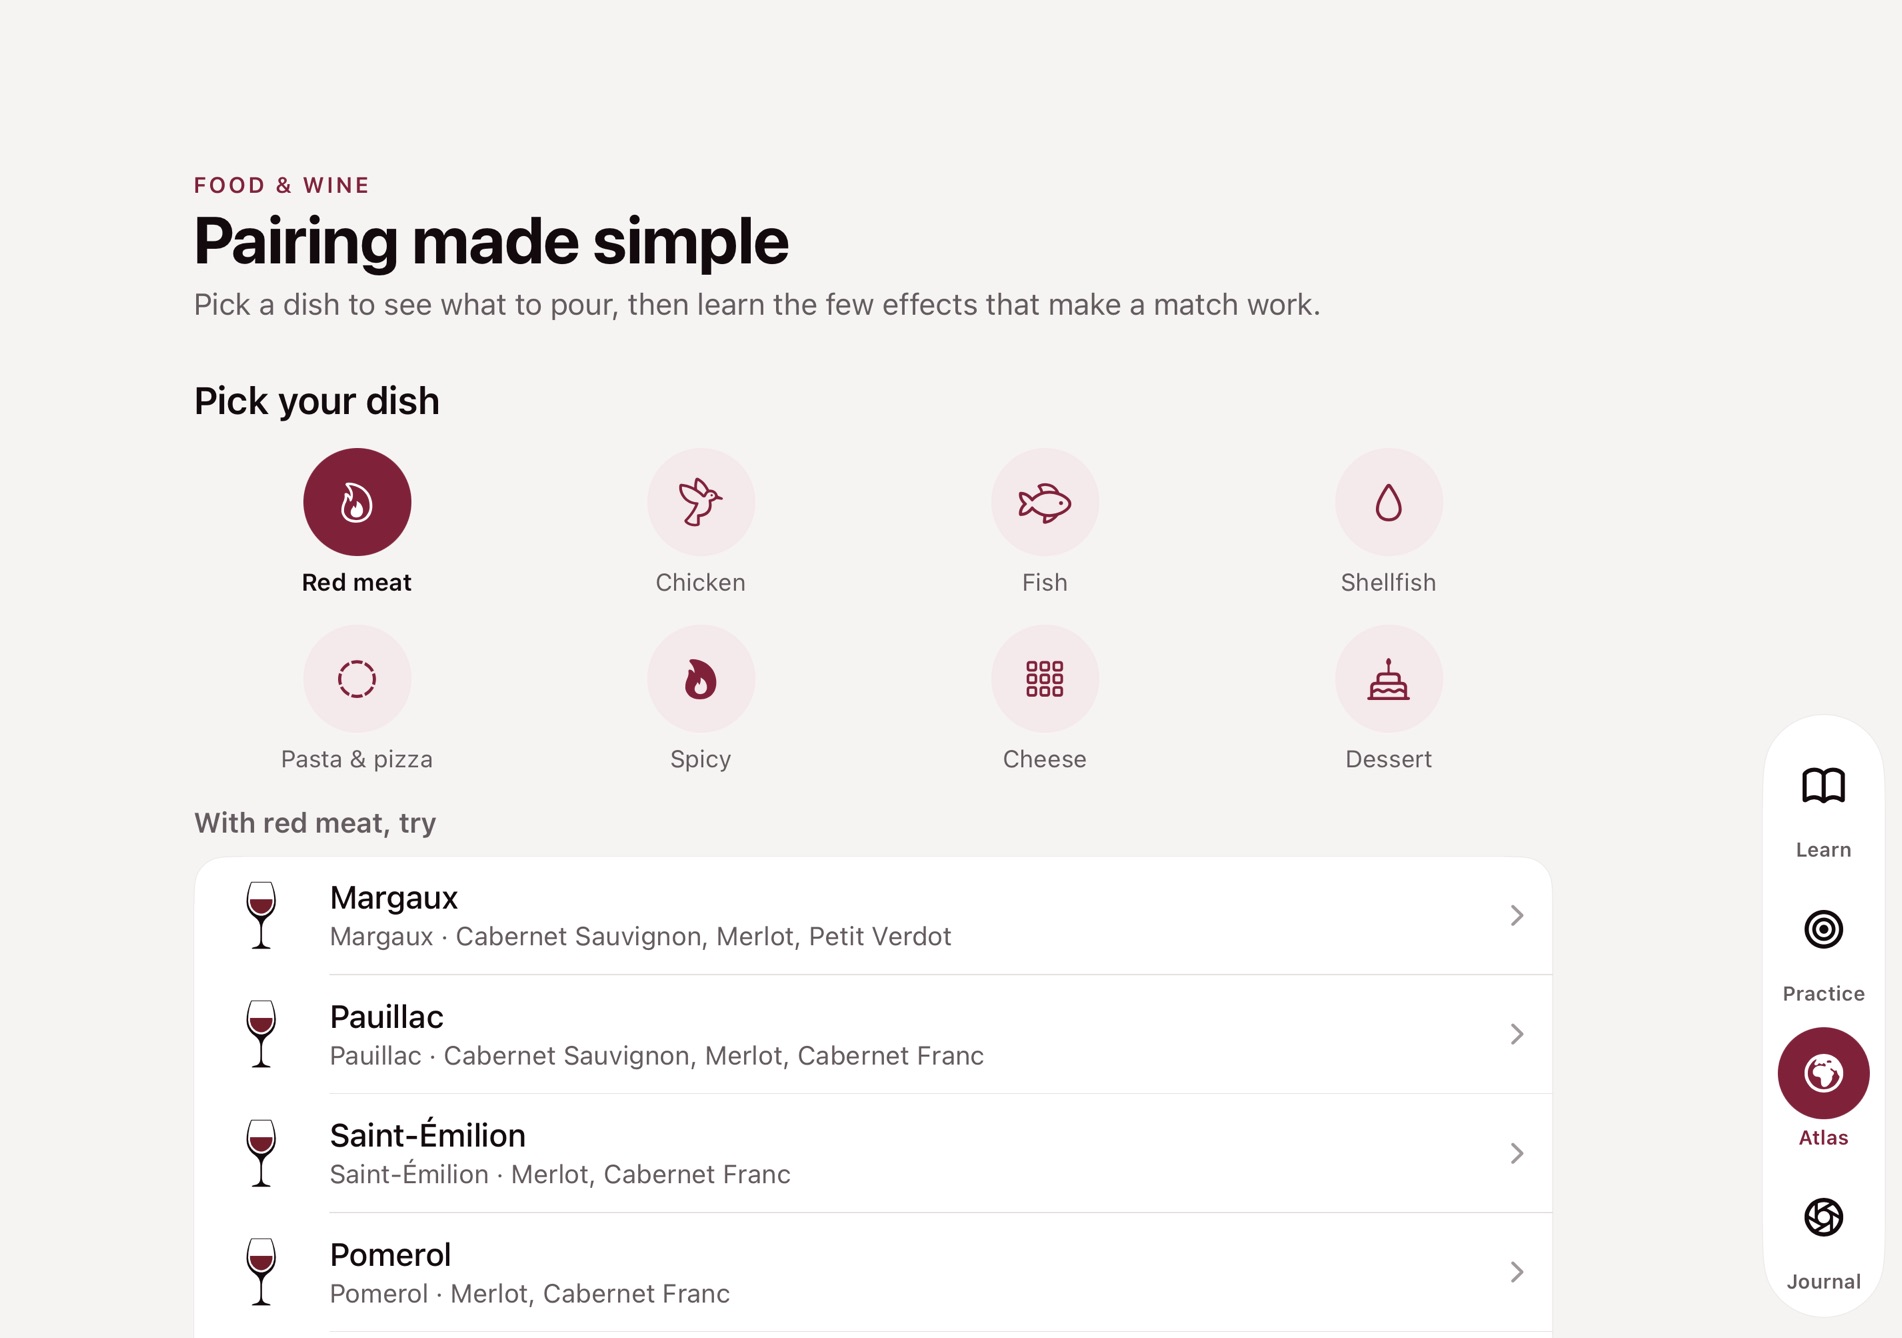 FOOD & WINE
Pairing made simple
Pick a dish to see what to pour, then learn the few effects that make a match work.
Pick your dish
Red meat
Chicken
Fish
Shellfish
Pasta & pizza
Spicy
Cheese
Dessert
With red meat, try
Margaux
Margaux · Cabernet Sauvignon, Merlot, Petit Verdot
Pauillac
Pauillac · Cabernet Sauvignon, Merlot, Cabernet Franc
Saint-Émilion
Saint-Émilion · Merlot, Cabernet Franc
Pomerol
Pomerol · Merlot, Cabernet Franc
Learn
Practice
Atlas
Journal